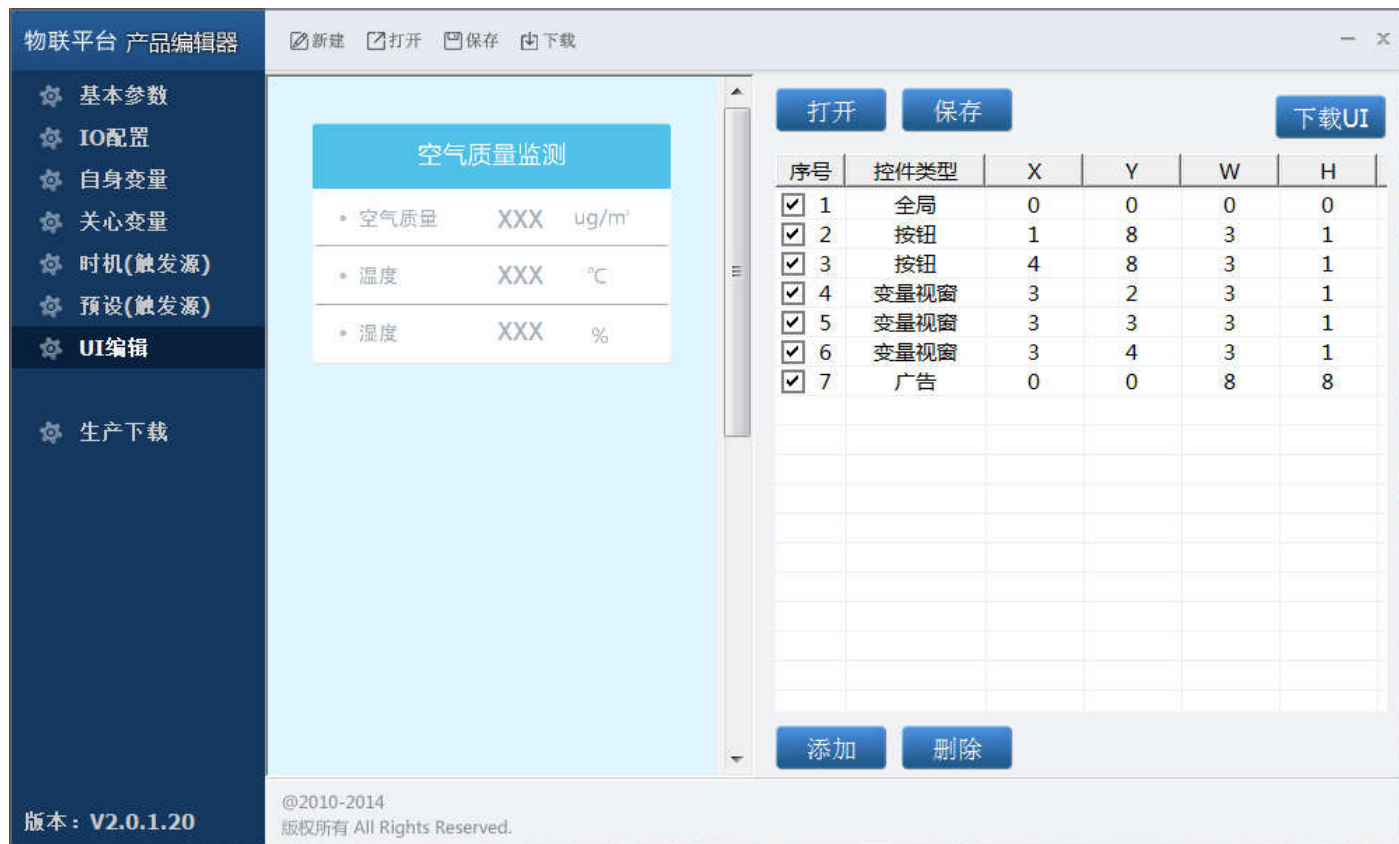 物联平台 产品编辑器
新建 打开 保存 下载
基本参数
IO配置
自身变量
关心变量
时机(触发源)
预设(触发源)
UI编辑
生产下载
版本：V2.0.1.20
空气质量监测
• 空气质量 XXX ug/m³
• 温度 XXX ℃
• 湿度 XXX %
打开 保存 下载UI
序号 控件类型 X Y W H
1 全局 0 0 0 0
2 按钮 1 8 3 1
3 按钮 4 8 3 1
4 变量视窗 3 2 3 1
5 变量视窗 3 3 3 1
6 变量视窗 3 4 3 1
7 广告 0 0 8 8
添加 删除
@2010-2014
版权所有 All Rights Reserved.